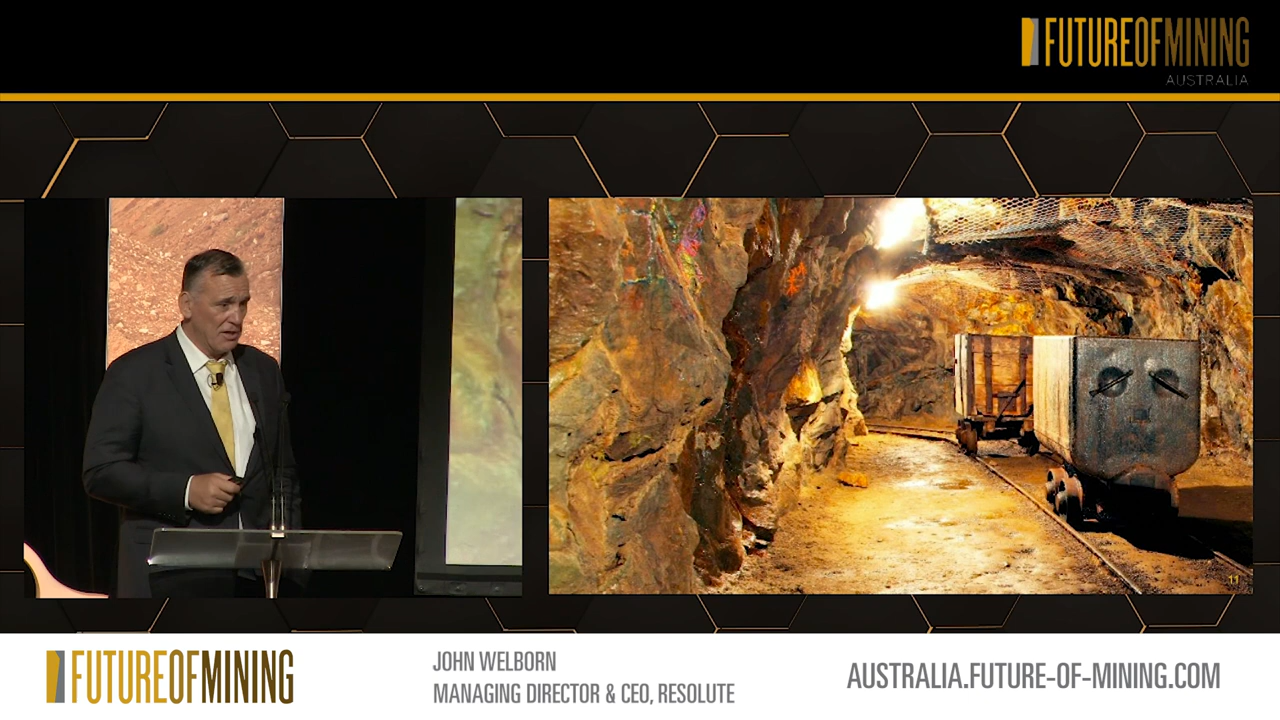 FUTUREOFMINING
AUSTRALIA
11
FUTUREOFMINING
JOHN WELBORN
MANAGING DIRECTOR & CEO, RESOLUTE
AUSTRALIA.FUTURE-OF-MINING.COM